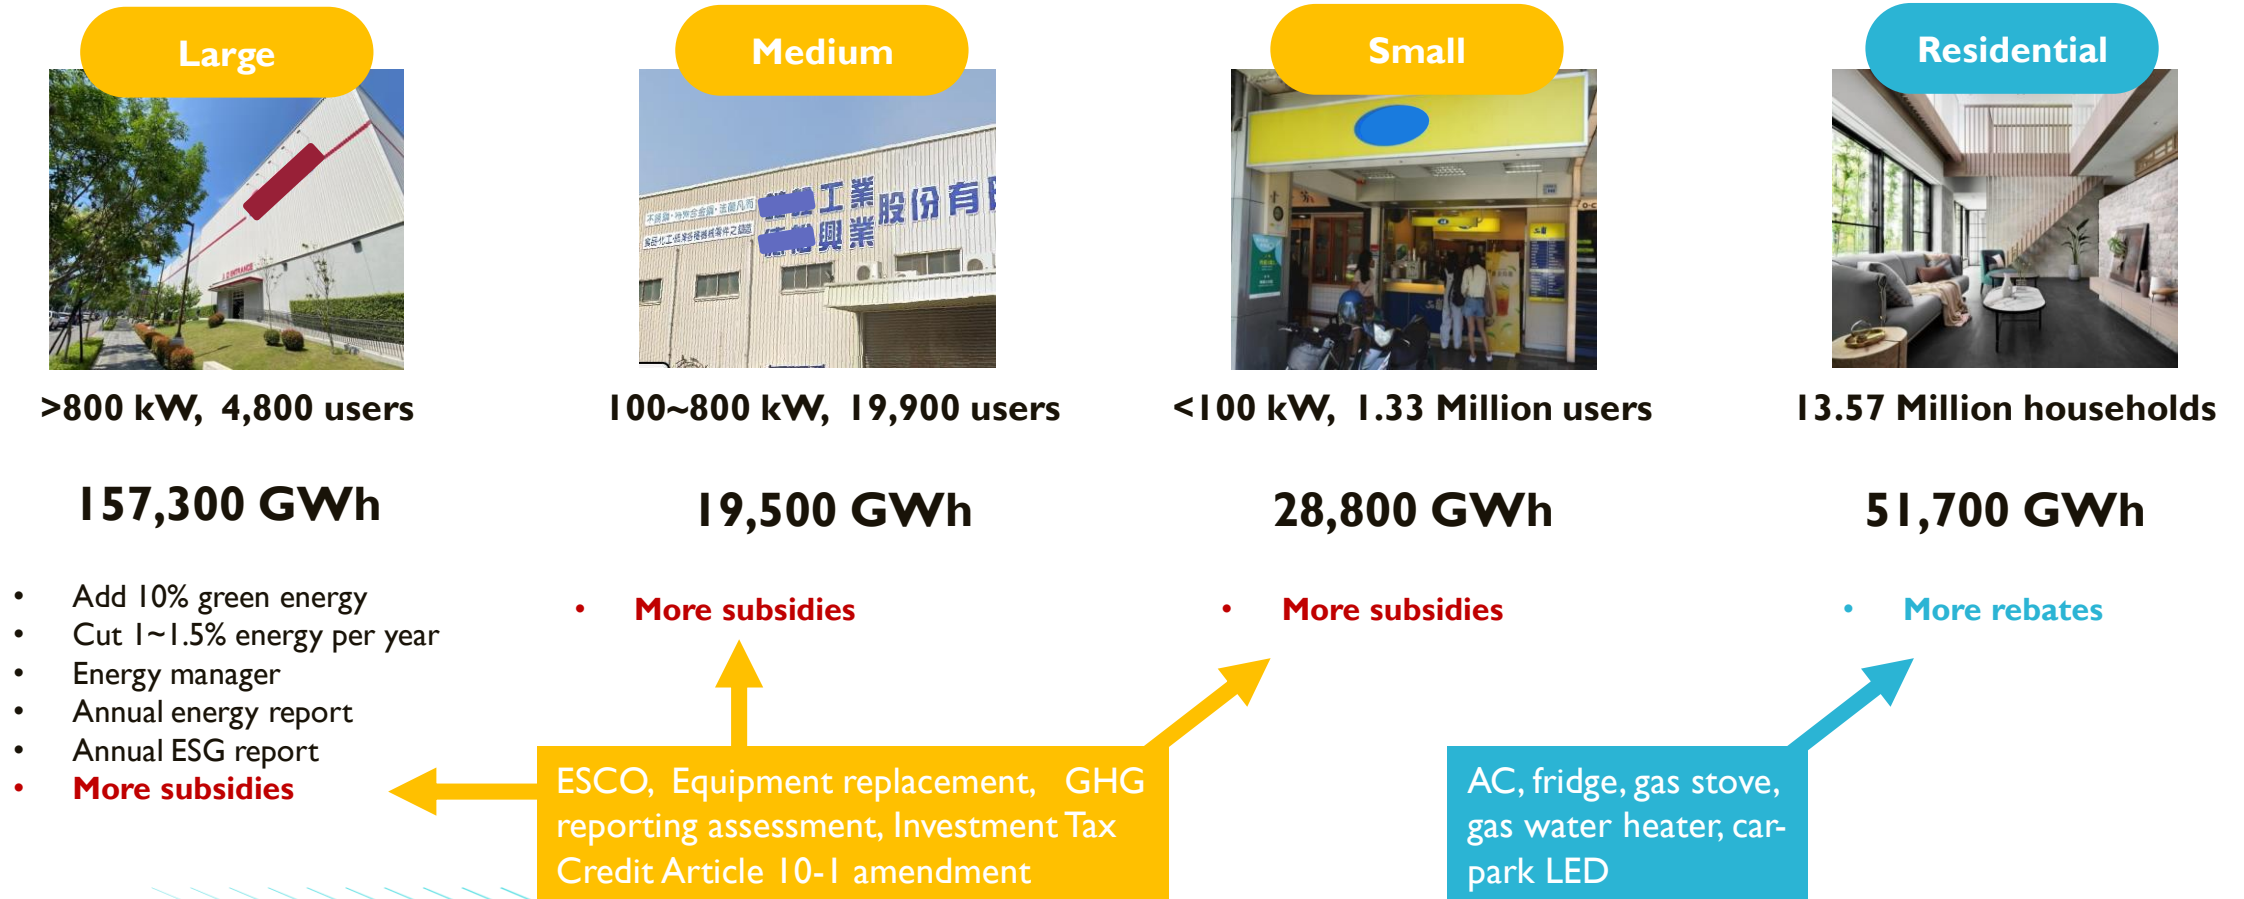 Large
Medium
Small
Residential
工業
興業
股份有
>800 kW, 4,800 users
100~800 kW, 19,900 users
<100 kW, 1.33 Million users
13.57 Million households
157,300 GWh
19,500 GWh
28,800 GWh
51,700 GWh
• Add 10% green energy
• Cut 1~1.5% energy per year
• Energy manager
• Annual energy report
• Annual ESG report
• More subsidies
• More subsidies
• More subsidies
• More rebates
ESCO, Equipment replacement, GHG
reporting assessment, Investment Tax
Credit Article 10-1 amendment
AC, fridge, gas stove,
gas water heater, car-
park LED